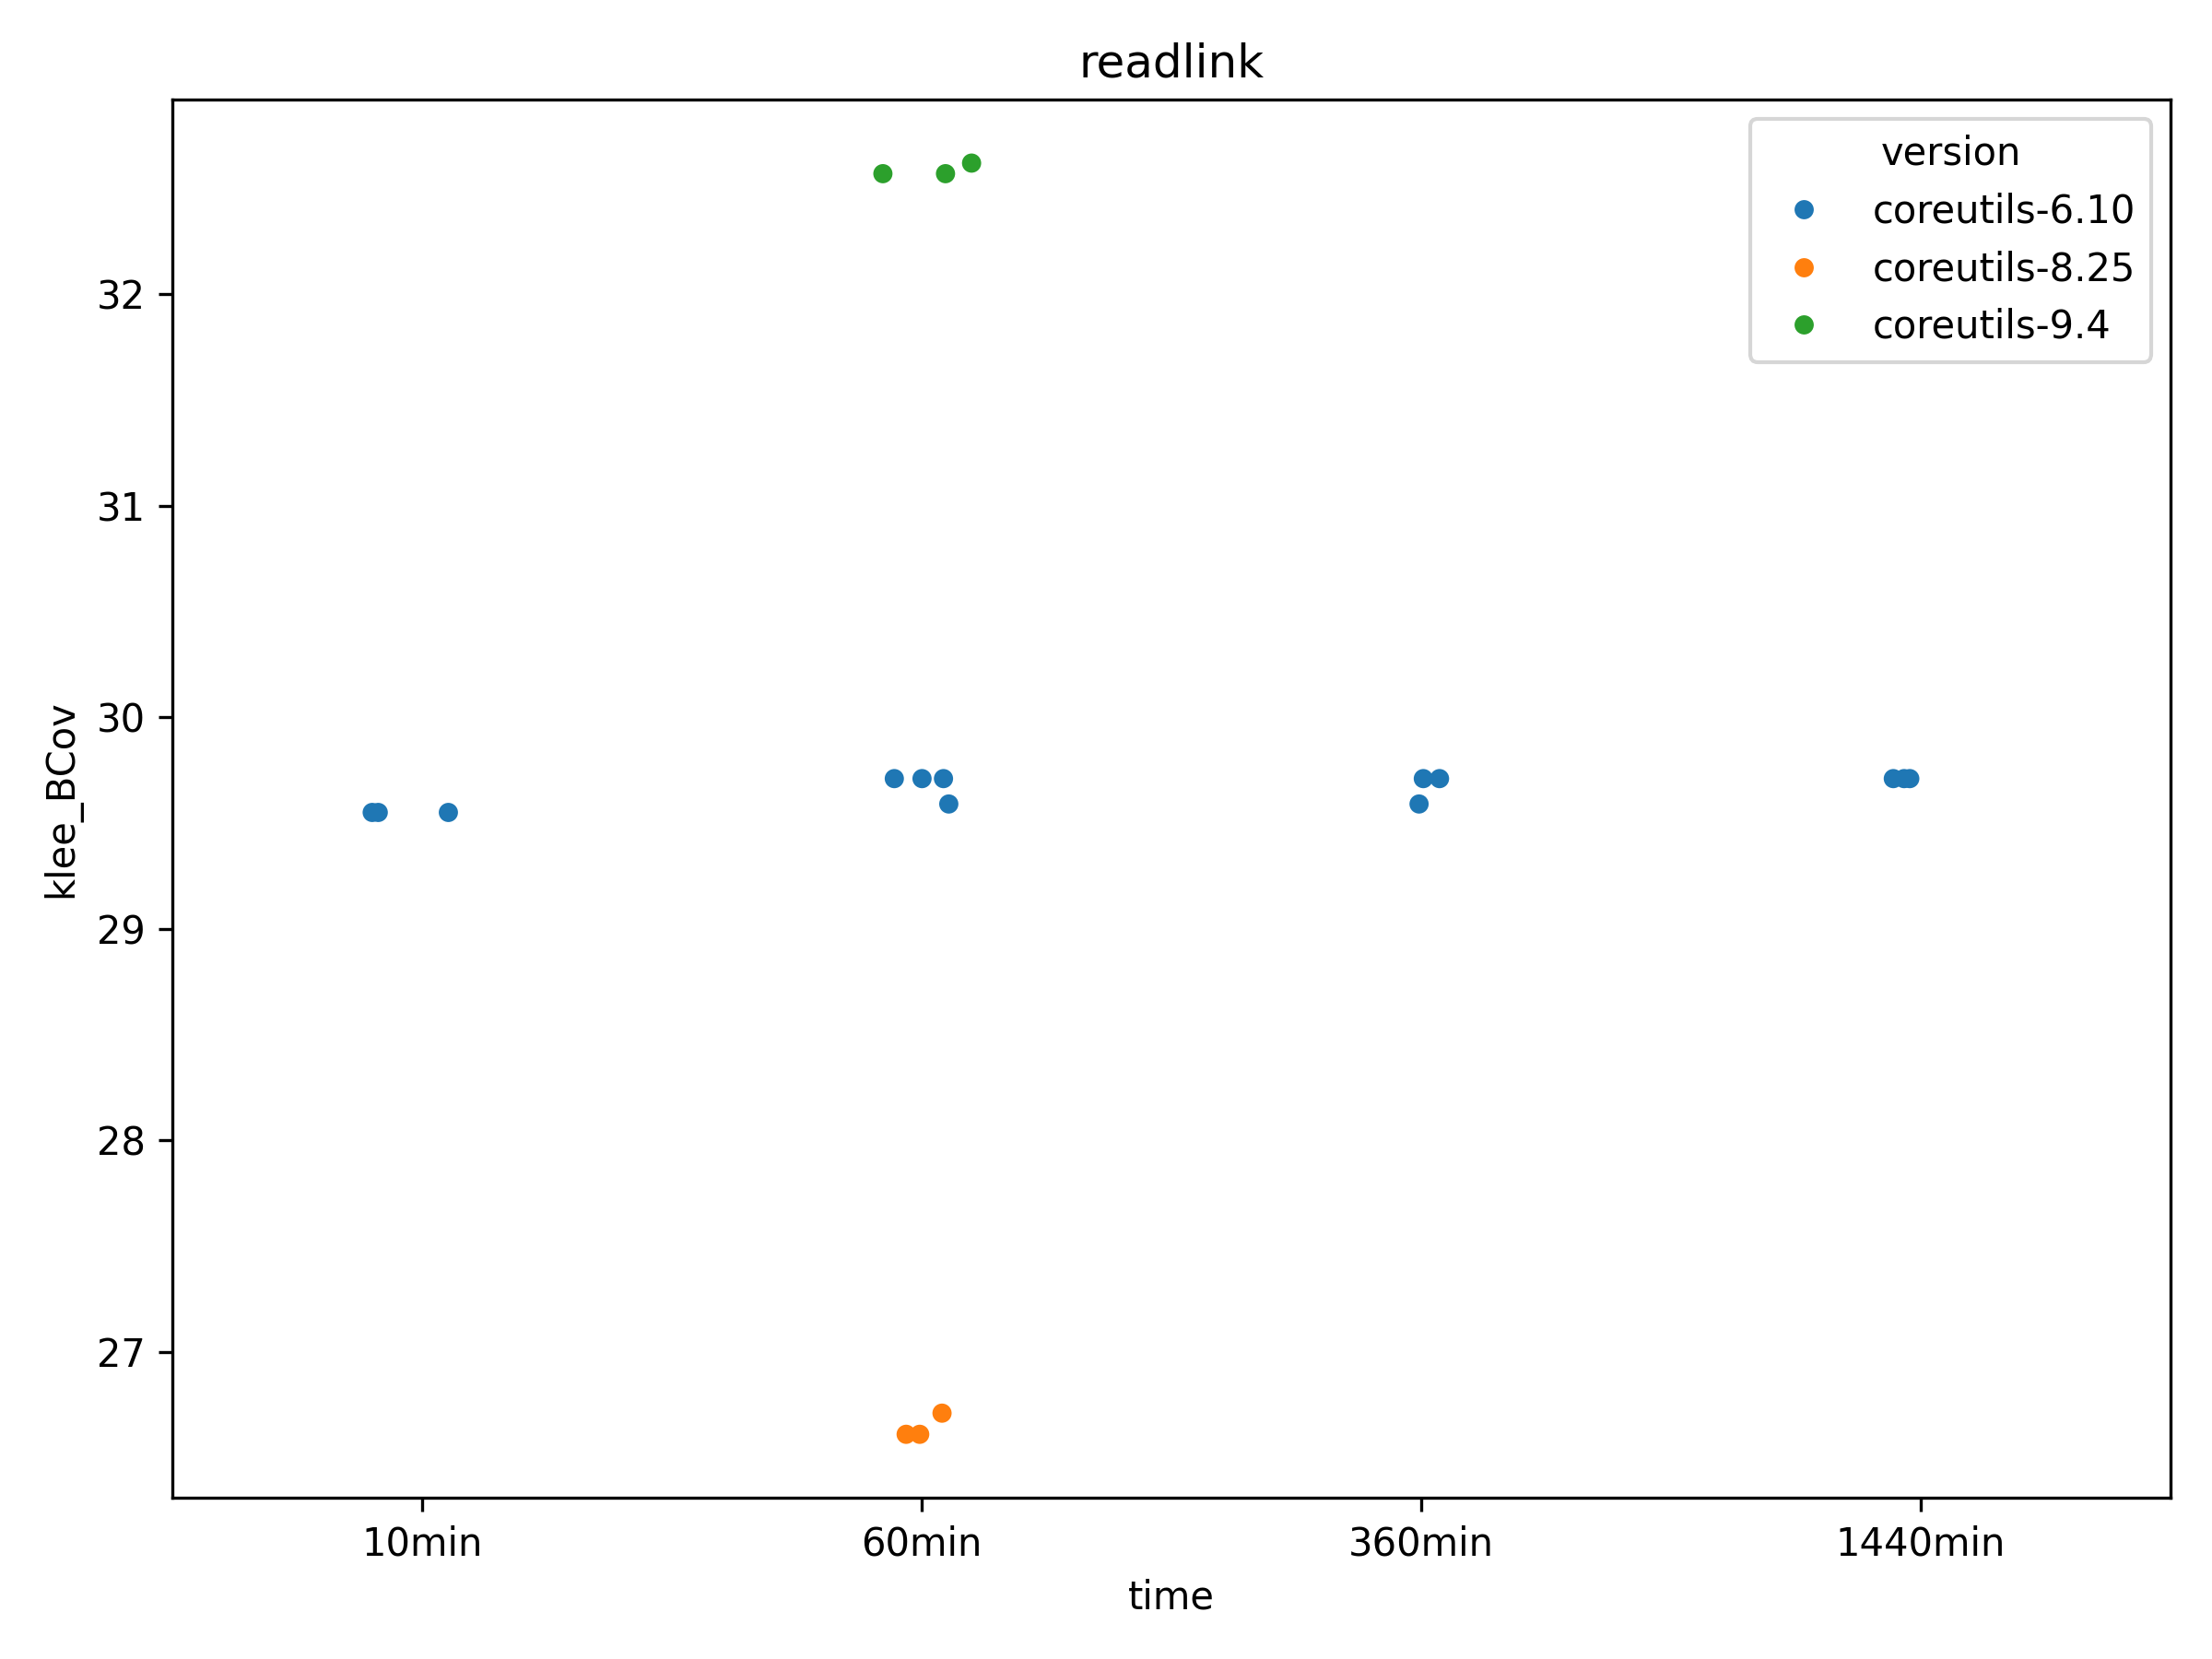 readlink
version
coreutils-6.10
coreutils-8.25
coreutils-9.4
klee_BCov
32
31
30
29
28
27
10min 60min 360min 1440min
time